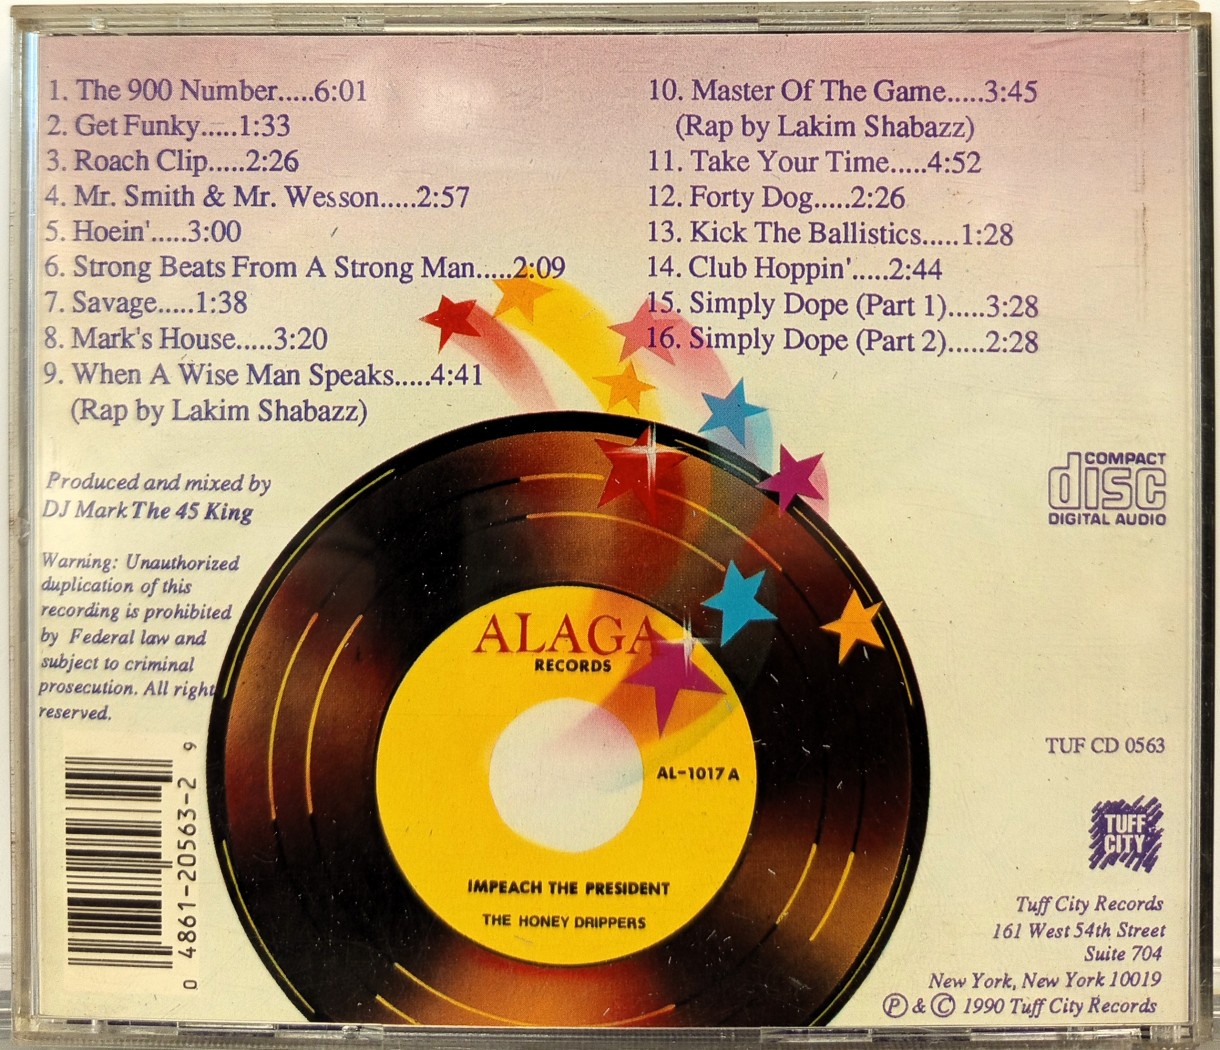 1. The 900 Number.....6:01
2. Get Funky.....1:33
3. Roach Clip.....2:26
4. Mr. Smith & Mr. Wesson.....2:57
5. Hoein'.....3:00
6. Strong Beats From A Strong Man.....2:09
7. Savage.....1:38
8. Mark's House.....3:20
9. When A Wise Man Speaks.....4:41
(Rap by Lakim Shabazz)
10. Master Of The Game.....3:45
(Rap by Lakim Shabazz)
11. Take Your Time.....4:52
12. Forty Dog.....2:26
13. Kick The Ballistics.....1:28
14. Club Hoppin'.....2:44
15. Simply Dope (Part 1).....3:28
16. Simply Dope (Part 2).....2:28
Produced and mixed by
DJ Mark The 45 King
Warning: Unauthorized
duplication of this
recording is prohibited
by Federal law and
subject to criminal
prosecution. All right
reserved.
0 4861-20563-2 9
ALAGA
RECORDS
AL-1017A
IMPEACH THE PRESIDENT
THE HONEY DRIPPERS
COMPACT
disc
DIGITAL AUDIO
TUF CD 0563
TUFF
CITY
Tuff City Records
161 West 54th Street
Suite 704
New York, New York 10019
Ⓟ & © 1990 Tuff City Records